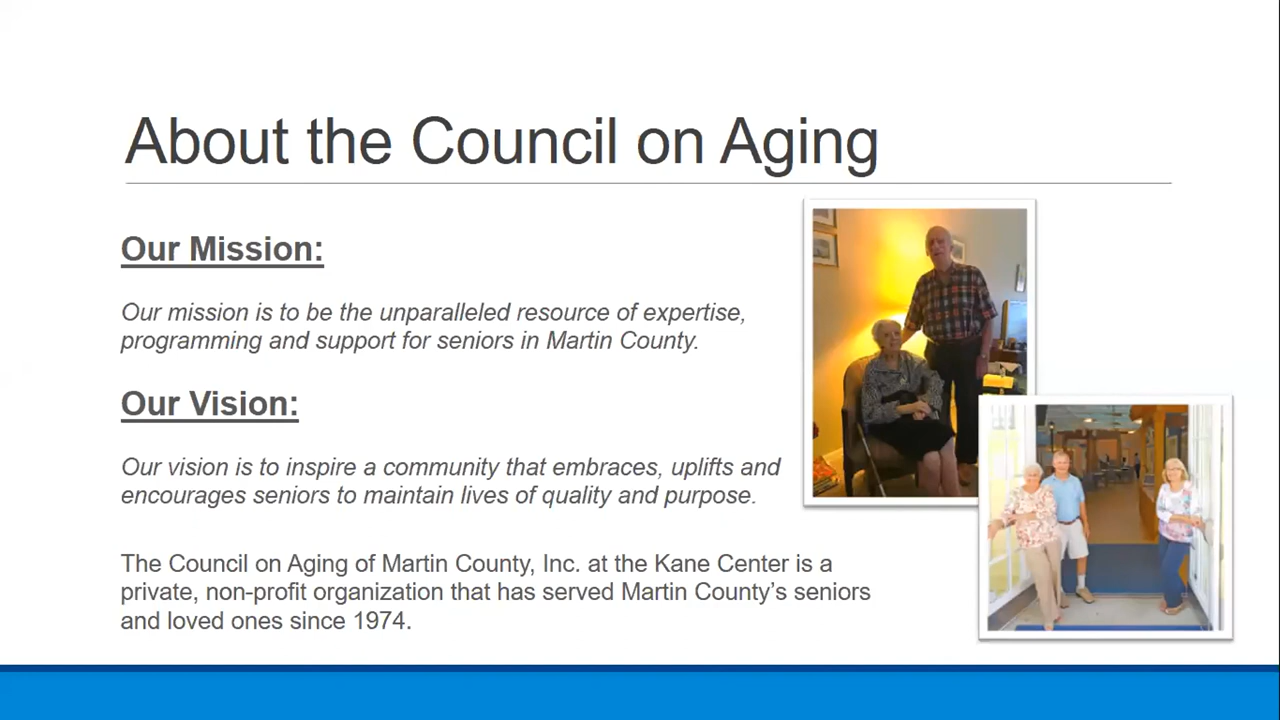 About the Council on Aging
Our Mission:
Our mission is to be the unparalleled resource of expertise,
programming and support for seniors in Martin County.
Our Vision:
Our vision is to inspire a community that embraces, uplifts and
encourages seniors to maintain lives of quality and purpose.
The Council on Aging of Martin County, Inc. at the Kane Center is a
private, non-profit organization that has served Martin County’s seniors
and loved ones since 1974.